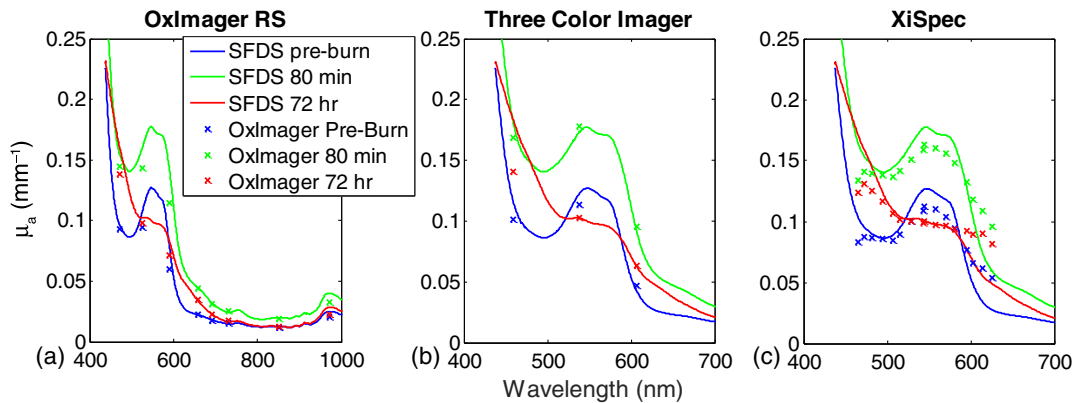 OxImager RS
Three Color Imager
XiSpec
μa (mm⁻¹)
0.25
0.2
0.15
0.1
0.05
0
SFDS pre-burn
SFDS 80 min
SFDS 72 hr
OxImager Pre-Burn
OxImager 80 min
OxImager 72 hr
(a)
400
600
800
1000
0.25
0.2
0.15
0.1
0.05
0
(b)
400
500
600
700
0.25
0.2
0.15
0.1
0.05
0
(c)
400
500
600
700
Wavelength (nm)